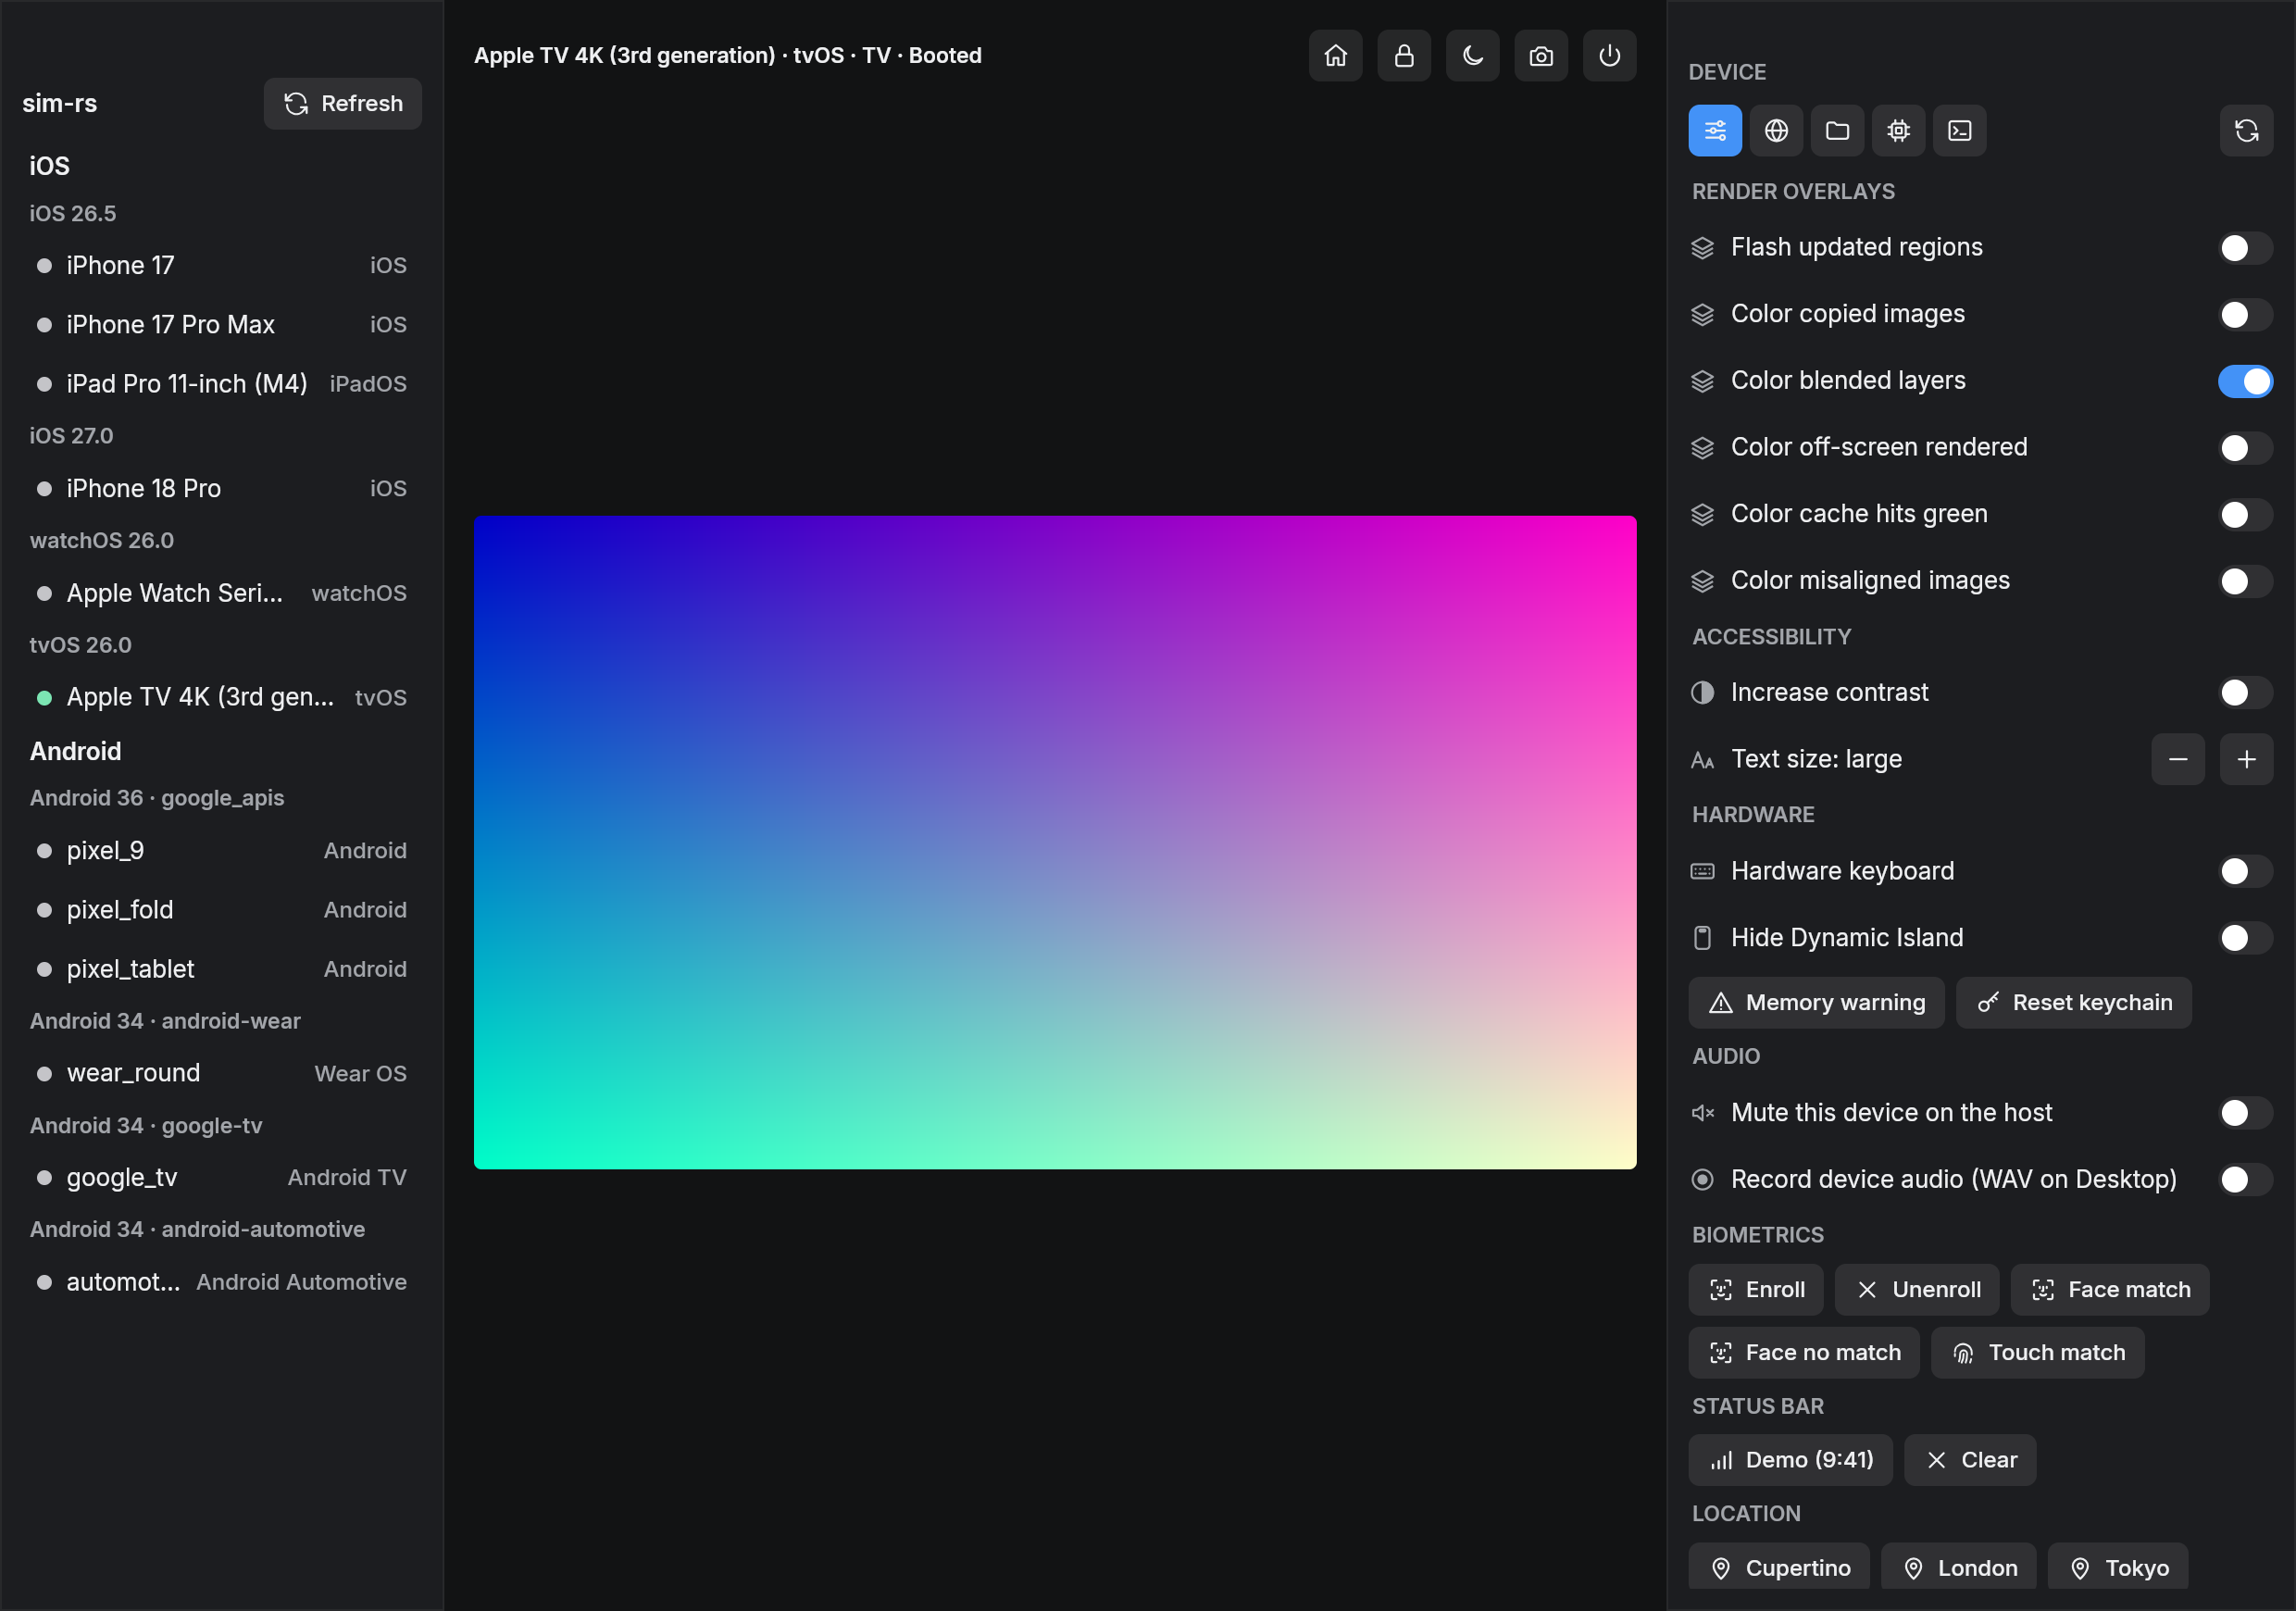 sim-rs
Refresh
iOS
iOS 26.5
iPhone 17 iOS
iPhone 17 Pro Max iOS
iPad Pro 11-inch (M4) iPadOS
iOS 27.0
iPhone 18 Pro iOS
watchOS 26.0
Apple Watch Seri... watchOS
tvOS 26.0
Apple TV 4K (3rd gen... tvOS
Android
Android 36 · google_apis
pixel_9 Android
pixel_fold Android
pixel_tablet Android
Android 34 · android-wear
wear_round Wear OS
Android 34 · google-tv
google_tv Android TV
Android 34 · android-automotive
automot... Android Automotive
Apple TV 4K (3rd generation) · tvOS · TV · Booted
DEVICE
RENDER OVERLAYS
Flash updated regions
Color copied images
Color blended layers
Color off-screen rendered
Color cache hits green
Color misaligned images
ACCESSIBILITY
Increase contrast
Text size: large
HARDWARE
Hardware keyboard
Hide Dynamic Island
Memory warning Reset keychain
AUDIO
Mute this device on the host
Record device audio (WAV on Desktop)
BIOMETRICS
Enroll Unenroll Face match
Face no match Touch match
STATUS BAR
Demo (9:41) Clear
LOCATION
Cupertino London Tokyo